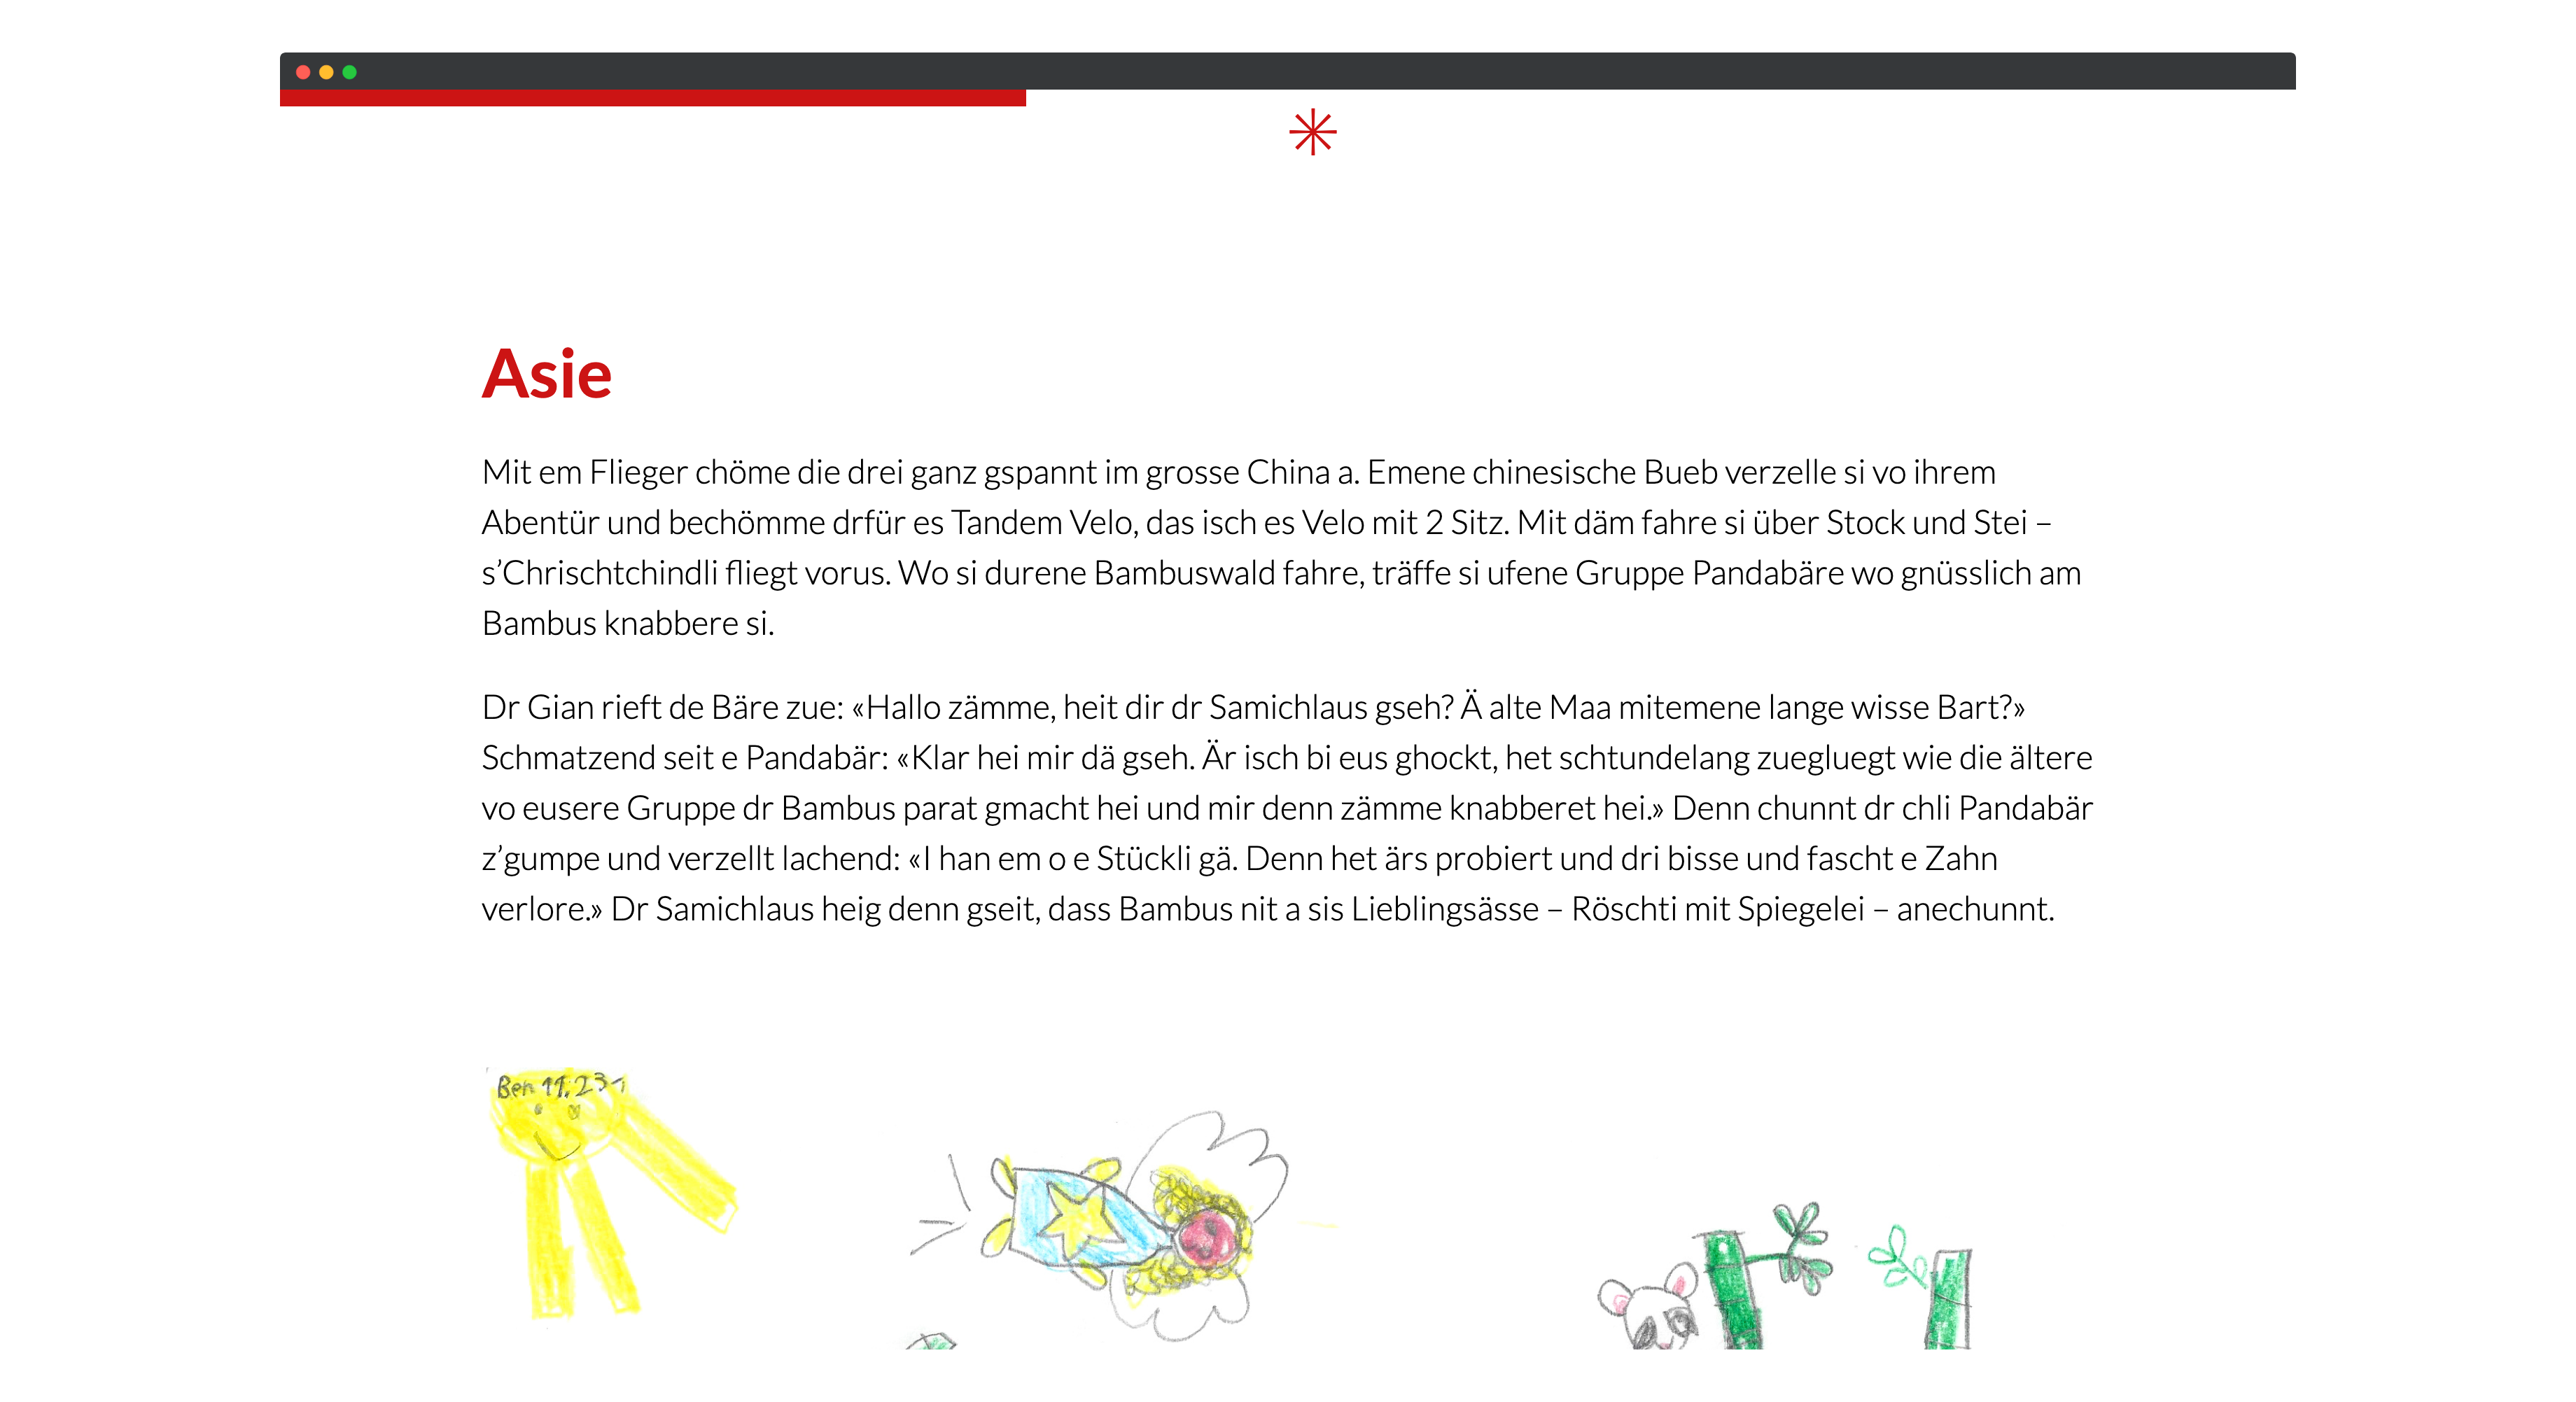 Asie
Mit em Flieger chöme die drei ganz gspannt im grosse China a. Emene chinesische Bueb verzelle si vo ihrem
Abentür und bechömme drfür es Tandem Velo, das isch es Velo mit 2 Sitz. Mit däm fahre si über Stock und Stei –
s’Chrischtchindli fliegt vorus. Wo si durene Bambuswald fahre, träffe si ufene Gruppe Pandabäre wo gnüsslich am
Bambus knabbere si.
Dr Gian rieft de Bäre zue: «Hallo zämme, heit dir dr Samichlaus gseh? Ä alte Maa mitemene lange wisse Bart?»
Schmatzend seit e Pandabär: «Klar hei mir dä gseh. Är isch bi eus ghockt, het schtundelang zuegluegt wie die ältere
vo eusere Gruppe dr Bambus parat gmacht hei und mir denn zämme knabberet hei.» Denn chunnt dr chli Pandabär
z’gumpe und verzellt lachend: «I han em o e Stückli gä. Denn het ärs probiert und dri bisse und fascht e Zahn
verlore.» Dr Samichlaus heig denn gseit, dass Bambus nit a sis Lieblingsässe – Röschti mit Spiegelei – anechunnt.
Ben